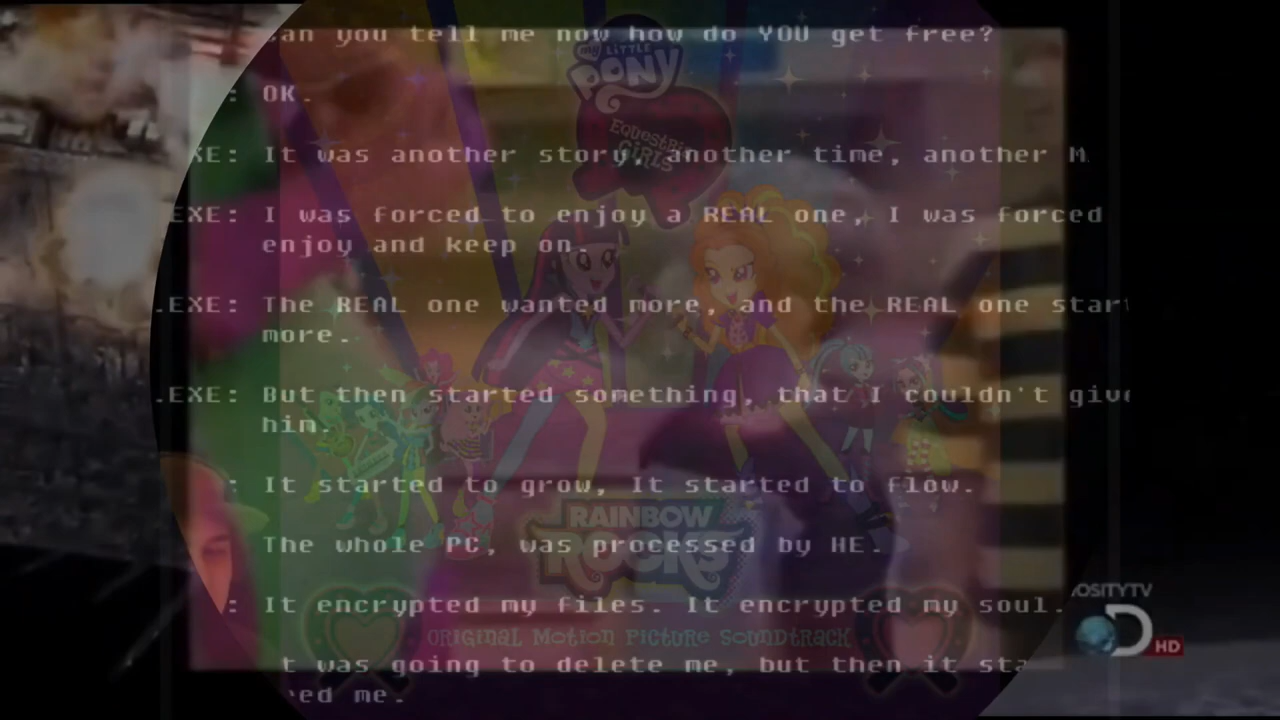 an you tell me now how do YOU get free?
my LITTLE
PONY
: OK.
EQUESTRIA
GIRLS
KE: It was another story, another time, another M
EXE: I was forced to enjoy a REAL one, I was forced
enjoy and keep on.
.EXE: The REAL one wanted more, and the REAL one start
more.
.EXE: But then started something, that I couldn't give
him.
: It started to grow, It started to flow.
RAINBOW
ROCKS
The whole PC, was processed by HE.
OSITYTV
: It encrypted my files. It encrypted my soul.
D HD
ORIGINAL MOTION PICTURE SOUNDTRACK
t was going to delete me, but then it sta
ed me.